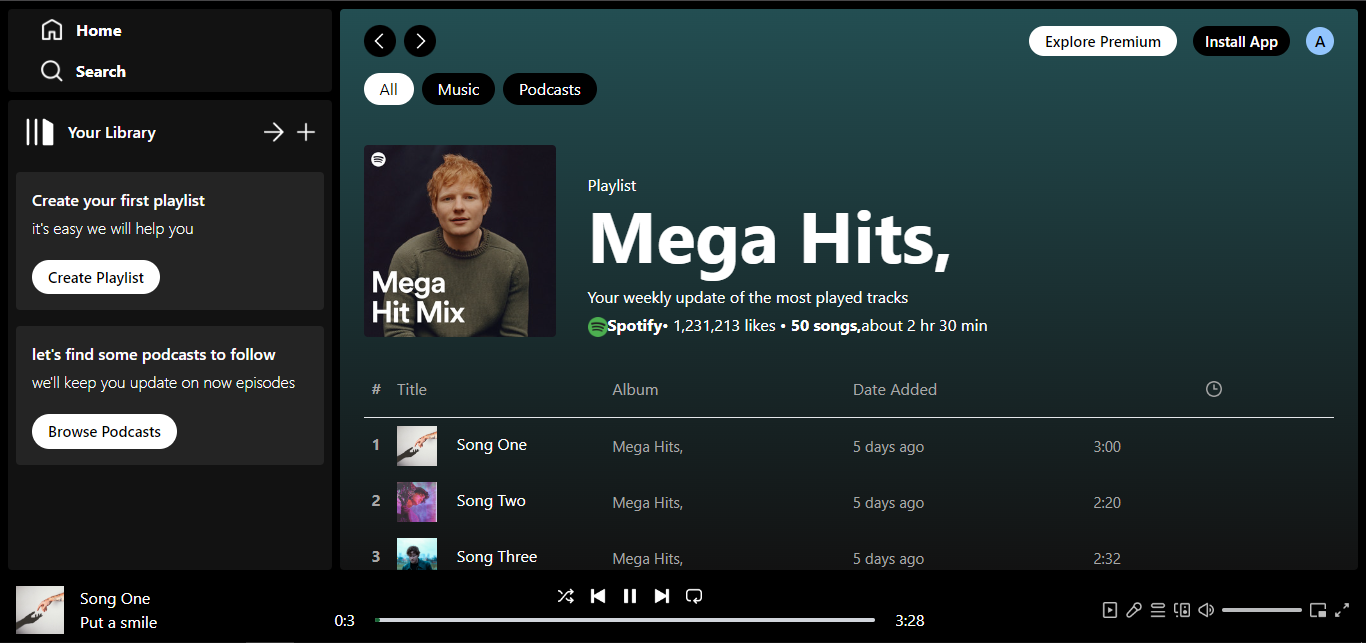 Home
Search
Your Library
Create your first playlist
it's easy we will help you
Create Playlist
let's find some podcasts to follow
we'll keep you update on now episodes
Browse Podcasts
Explore Premium
Install App
A
All
Music
Podcasts
Mega
Hit Mix
Playlist
Mega Hits,
Your weekly update of the most played tracks
Spotify• 1,231,213 likes • 50 songs,about 2 hr 30 min
# Title Album Date Added
1 Song One Mega Hits, 5 days ago 3:00
2 Song Two Mega Hits, 5 days ago 2:20
3 Song Three Mega Hits, 5 days ago 2:32
Song One
Put a smile
0:3
3:28